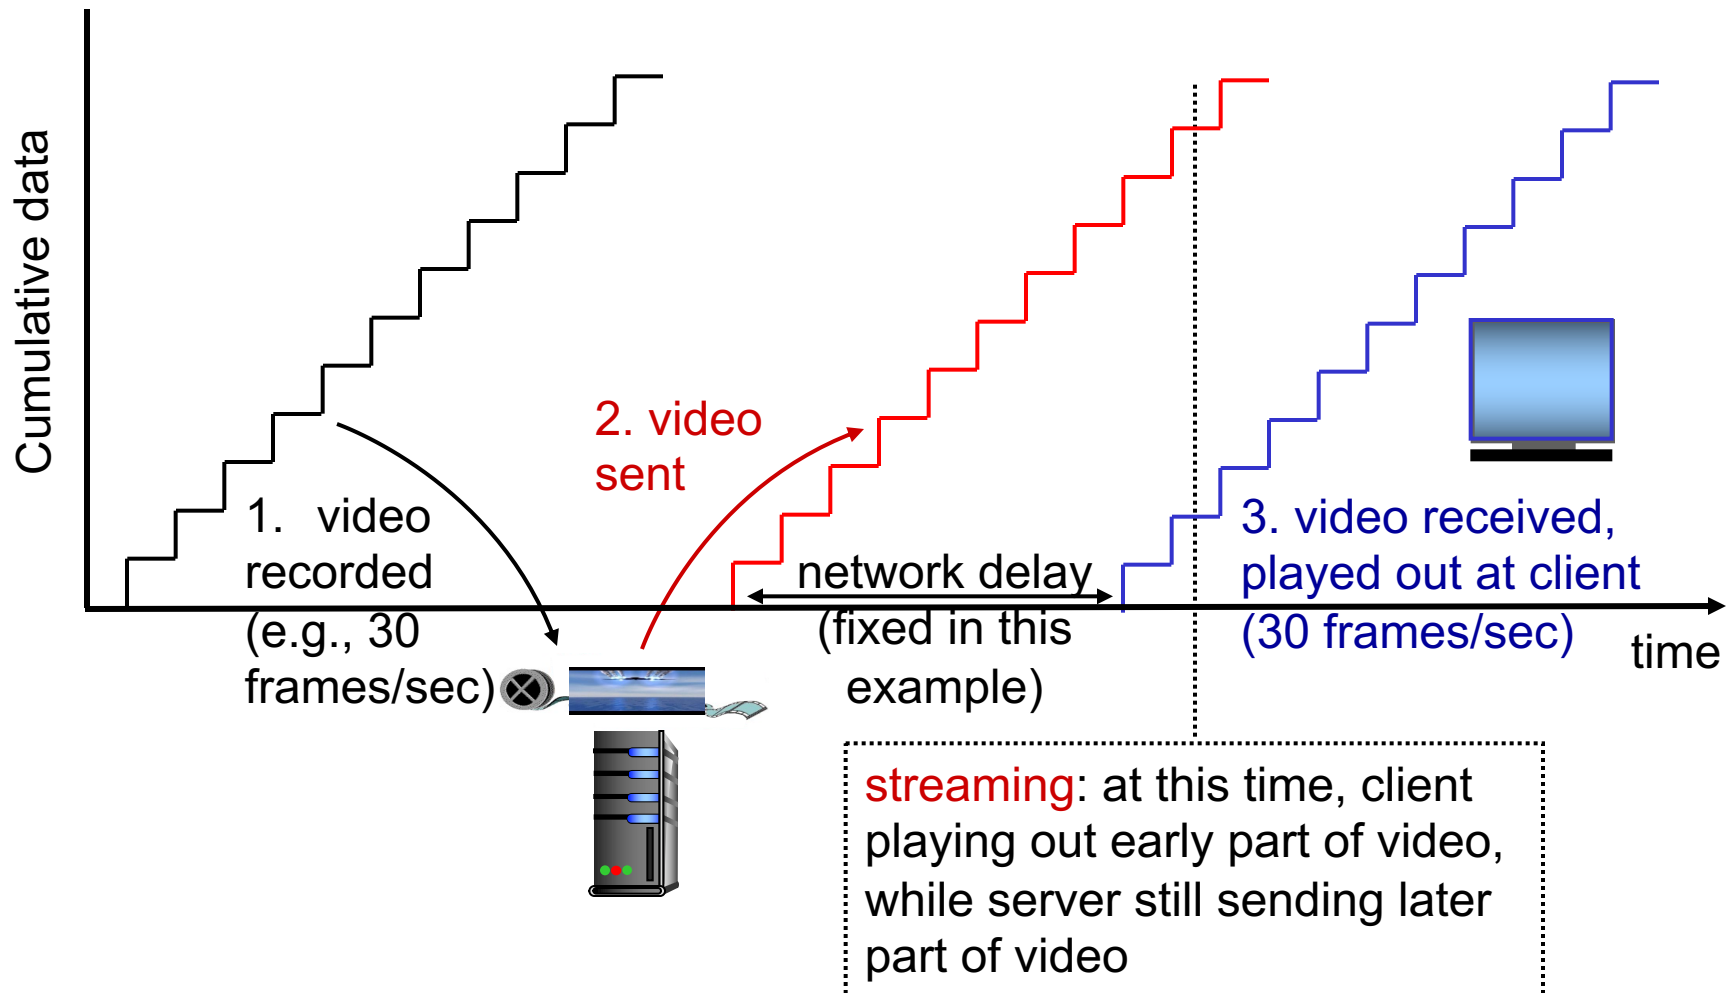 Cumulative data
1. video
recorded
(e.g., 30
frames/sec)
2. video
sent
network delay
(fixed in this
example)
3. video received,
played out at client
(30 frames/sec)
time
streaming: at this time, client
playing out early part of video,
while server still sending later
part of video